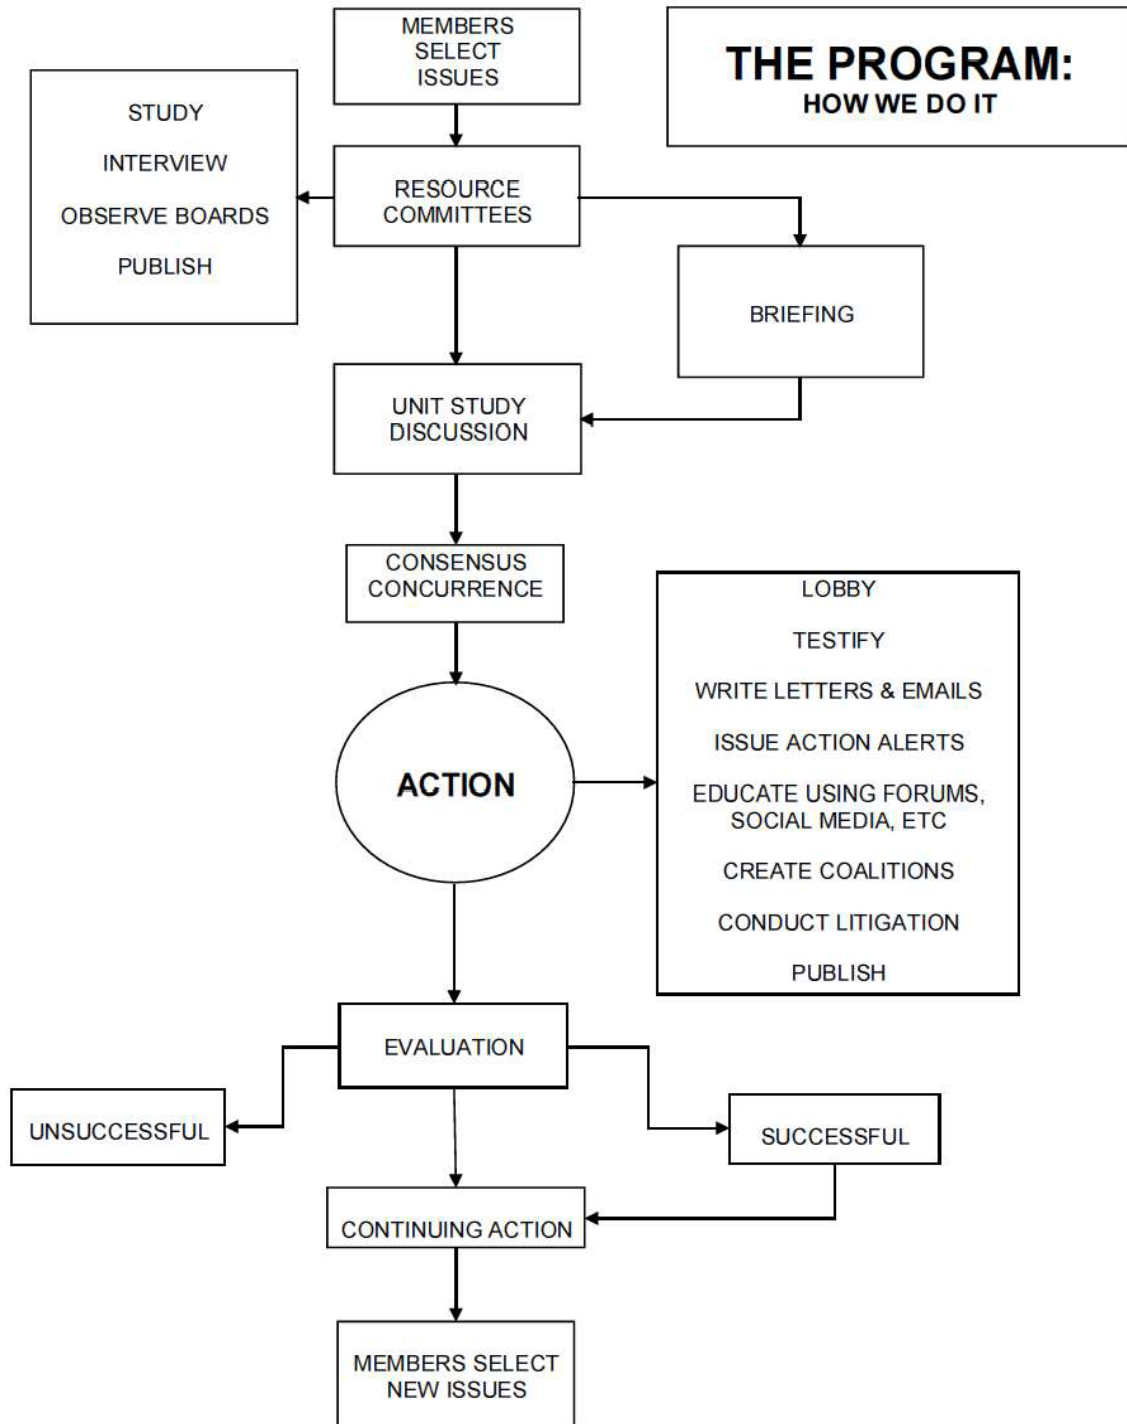 MEMBERS
SELECT
ISSUES
THE PROGRAM:
HOW WE DO IT
STUDY
INTERVIEW
OBSERVE BOARDS
PUBLISH
RESOURCE
COMMITTEES
BRIEFING
UNIT STUDY
DISCUSSION
CONSENSUS
CONCURRENCE
LOBBY
TESTIFY
WRITE LETTERS & EMAILS
ISSUE ACTION ALERTS
EDUCATE USING FORUMS,
SOCIAL MEDIA, ETC
CREATE COALITIONS
CONDUCT LITIGATION
PUBLISH
ACTION
EVALUATION
UNSUCCESSFUL
SUCCESSFUL
CONTINUING ACTION
MEMBERS SELECT
NEW ISSUES